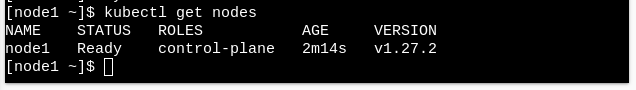 [node1 ~]$ kubectl get nodes
NAME    STATUS   ROLES           AGE     VERSION
node1   Ready    control-plane   2m14s   v1.27.2
[node1 ~]$